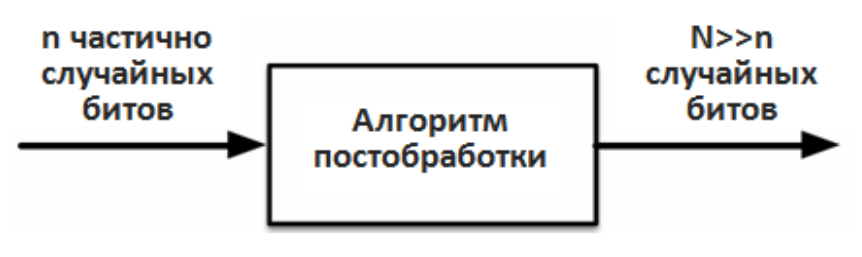 n частично
случайных
битов
Алгоритм
постобработки
N>>n
случайных
битов